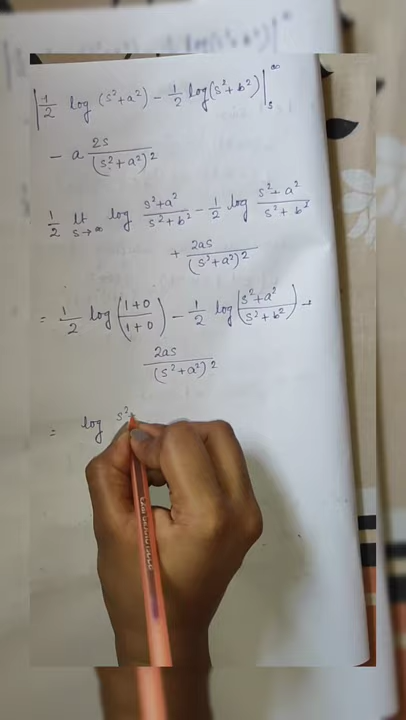 |1/2 log (s²+a²) - 1/2 log(s²+b²)|ₛ^∞
- a 2s/(s²+a²)²
1/2 lt s→∞ log s²+a²/s²+b² - 1/2 log s²+a²/s²+b²
+ 2as/(s²+a²)²
= 1/2 log(1+0/1+0) - 1/2 log(s²+a²/s²+b²) +
2as/(s²+a²)²
= log s²+